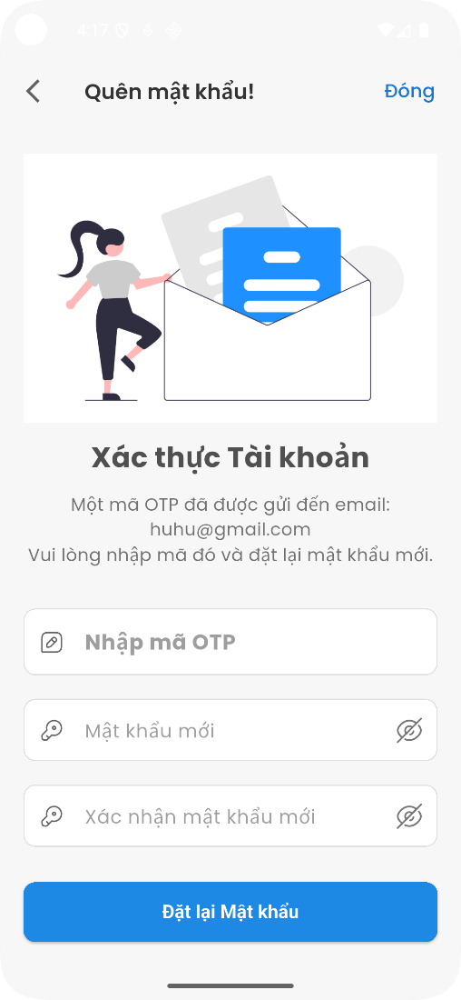 4:17
Quên mật khẩu!
Đóng
Xác thực Tài khoản
Một mã OTP đã được gửi đến email:
huhu@gmail.com
Vui lòng nhập mã đó và đặt lại mật khẩu mới.
Nhập mã OTP
Mật khẩu mới
Xác nhận mật khẩu mới
Đặt lại Mật khẩu